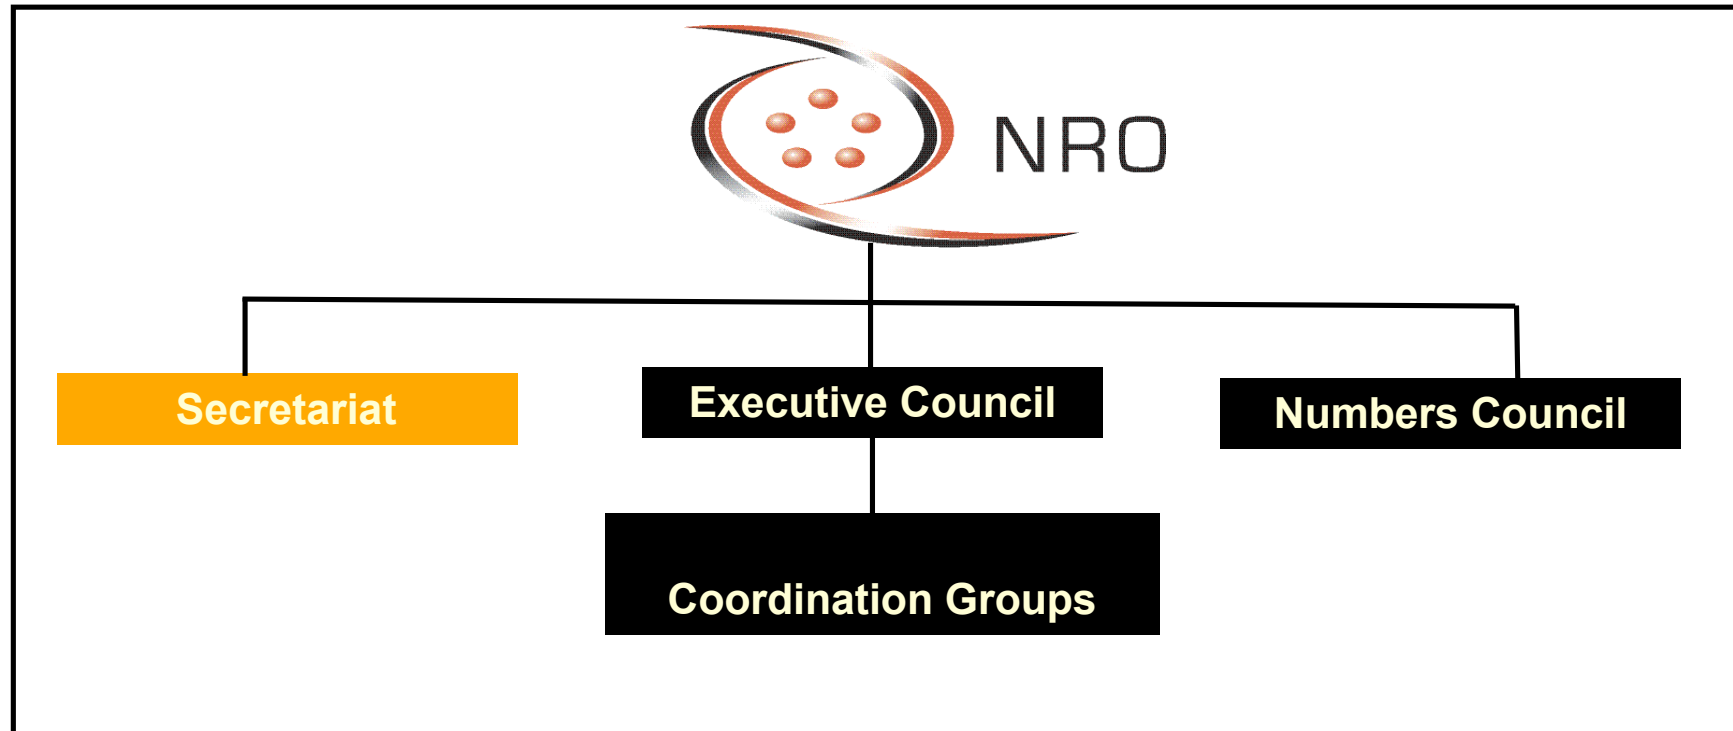 NRO
Secretariat
Executive Council
Numbers Council
Coordination Groups